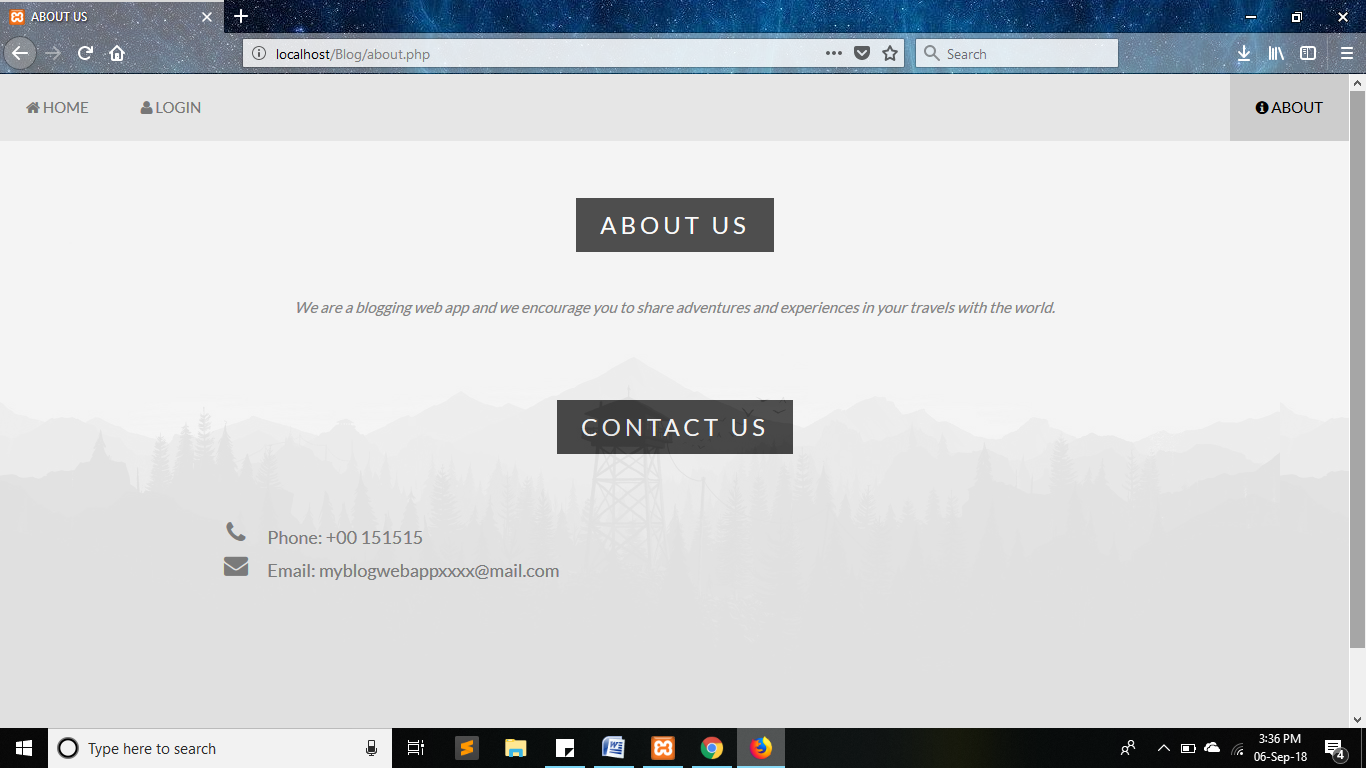 ABOUT US
localhost/Blog/about.php
Search
HOME
LOGIN
ABOUT
ABOUT US
We are a blogging web app and we encourage you to share adventures and experiences in your travels with the world.
CONTACT US
Phone: +00 151515
Email: myblogwebappxxxx@mail.com
Type here to search
3:36 PM
06-Sep-18
4